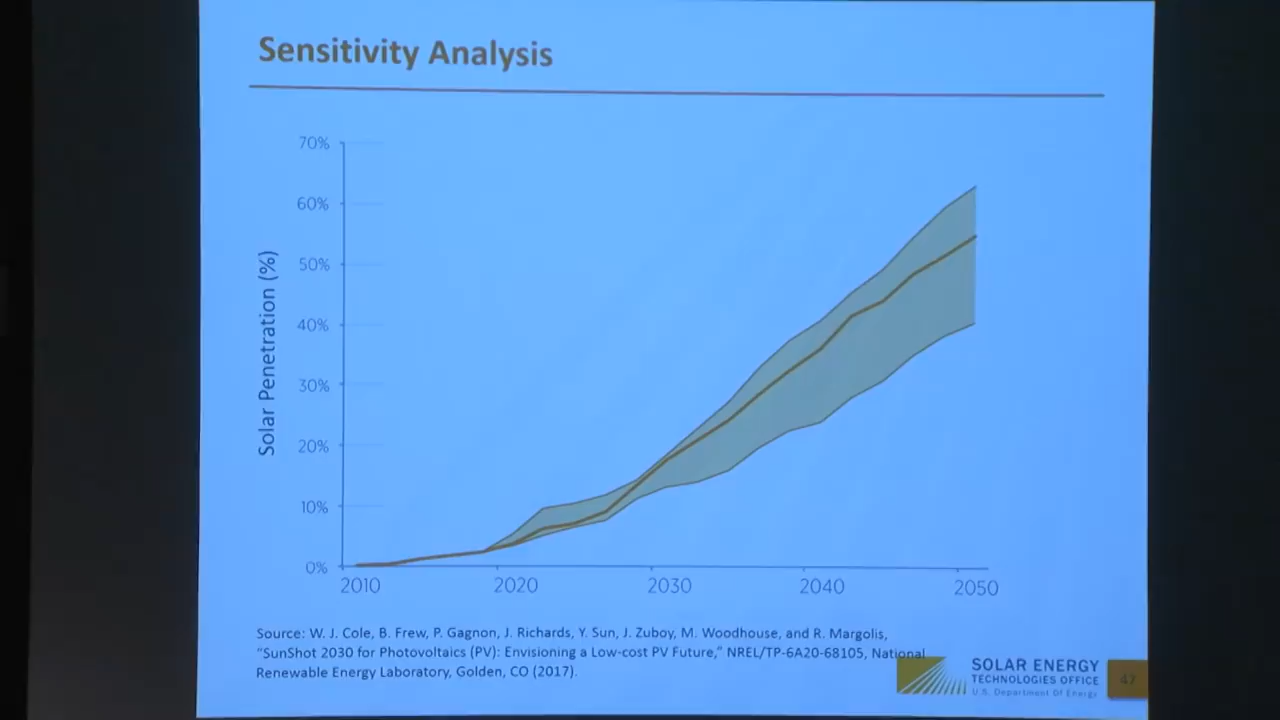 Sensitivity Analysis
70%
60%
50%
40%
30%
20%
10%
0%
Solar Penetration (%)
2010 2020 2030 2040 2050
Source: W. J. Cole, B. Frew, P. Gagnon, J. Richards, Y. Sun, J. Zuboy, M. Woodhouse, and R. Margolis,
"SunShot 2030 for Photovoltaics (PV): Envisioning a Low-cost PV Future," NREL/TP-6A20-68105, National
Renewable Energy Laboratory, Golden, CO (2017).
SOLAR ENERGY
TECHNOLOGIES OFFICE
U.S. Department Of Energy
47